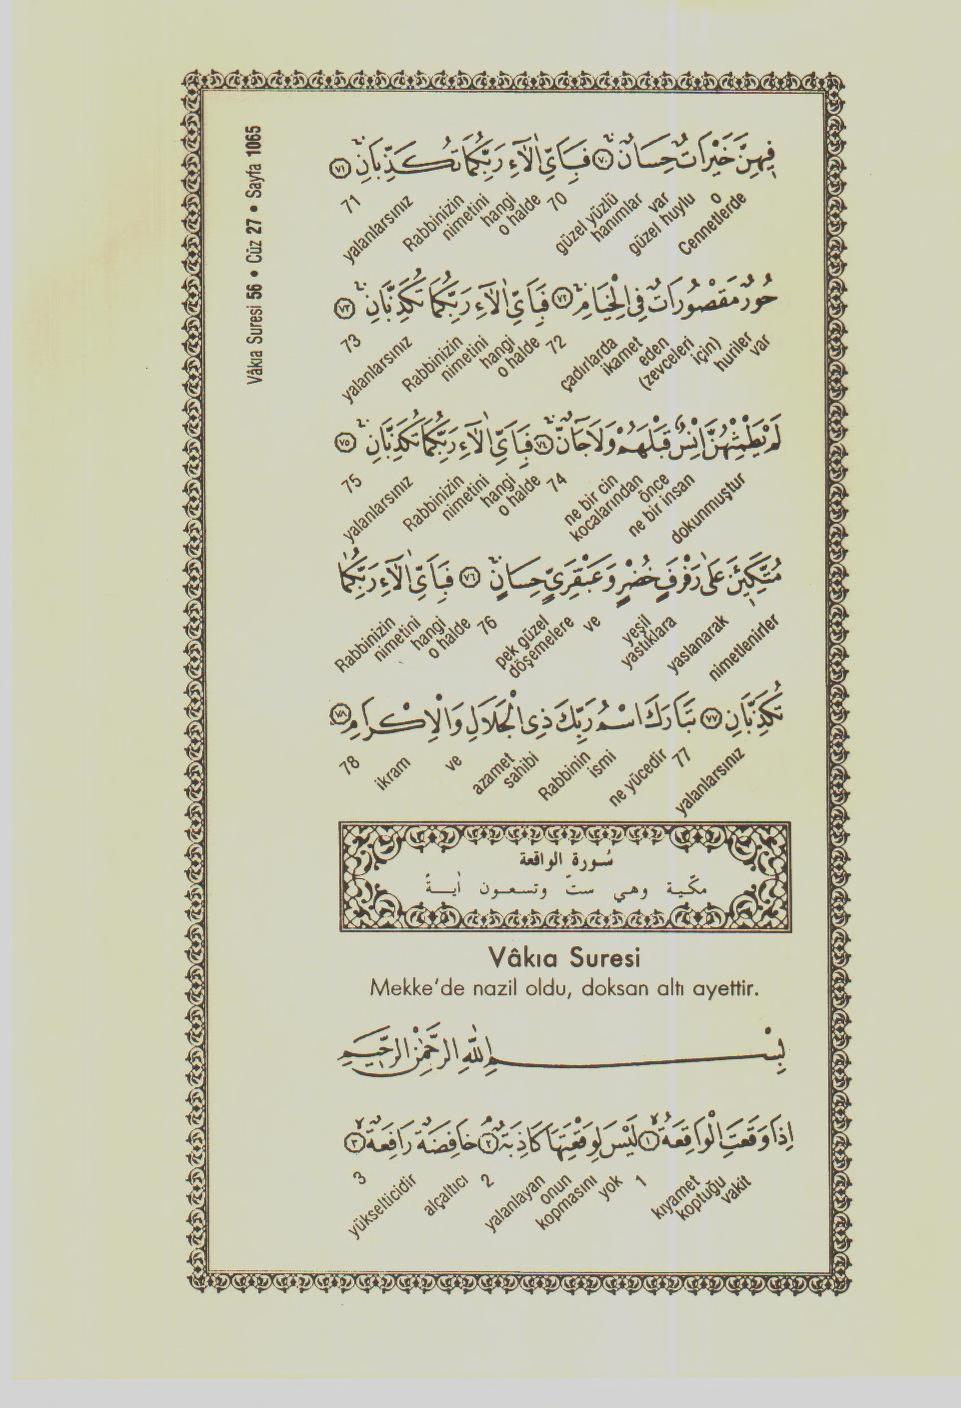 Vâkıa Suresi 56 • Cüz 27 • Sayfa 1065
فِيهِنَّ خَيْرَاتٌ حِسَانٌ ﴿٧٠﴾ فَبِاَيِّ اٰلَٓاءِ رَبِّكُمَا تُكَذِّبَانِ ﴿٧١﴾
Cennetlerde o güzel huylu var hanımlar güzel yüzlü 70 o halde hangi nimetini Rabbinizin yalanlarsınız 71
حُورٌ مَقْصُورَاتٌ فِي الْخِيَامِ ﴿٧٢﴾ فَبِاَيِّ اٰلَٓاءِ رَبِّكُمَا تُكَذِّبَانِ ﴿٧٣﴾
var huriler için) (zevceleri eden ikamet çadırlarda 72 o halde hangi nimetini Rabbinizin yalanlarsınız 73
لَمْ يَطْمِثْهُنَّ اِنْسٌ قَبْلَهُمْ وَلَا جَانٌّ ﴿٧٤﴾ فَبِاَيِّ اٰلَٓاءِ رَبِّكُمَا تُكَذِّبَانِ ﴿٧٥﴾
dokunmuştur ne bir insan önce kocalarından ne bir cin 74 o halde hangi nimetini Rabbinizin yalanlarsınız 75
مُتَّكِـِٔينَ عَلٰى رَفْرَفٍ خُضْرٍ وَعَبْقَرِيٍّ حِسَانٍ ﴿٧٦﴾ فَبِاَيِّ اٰلَٓاءِ رَبِّكُمَا
nimetlenirler yaslanarak yastıklara yeşil ve döşemelere pek güzel 76 o halde hangi nimetini Rabbinizin
تُكَذِّبَانِ ﴿٧٧﴾ تَبَارَكَ اسْمُ رَبِّكَ ذِي الْجَلَالِ وَالْاِكْرَامِ ﴿٧٨﴾
yalanlarsınız 77 ne yücedir ismi Rabbinin sahibi azamet ve ikram 78
سُورة الواقعة
مكّية وهي ستّ وتسعون اٰيـةً
Vâkıa Suresi
Mekke'de nazil oldu, doksan altı ayettir.
بِسْمِ اللّٰهِ الرَّحْمٰنِ الرَّحِيمِ
اِذَا وَقَعَتِ الْوَاقِعَةُ ﴿١﴾ لَيْسَ لِوَقْعَتِهَا كَاذِبَةٌ ﴿٢﴾ خَافِضَةٌ رَافِعَةٌ ﴿٣﴾
vakit koptuğu kıyamet 1 yok kopmasını onun yalanlayan 2 alçaltıcı yükselticidir 3